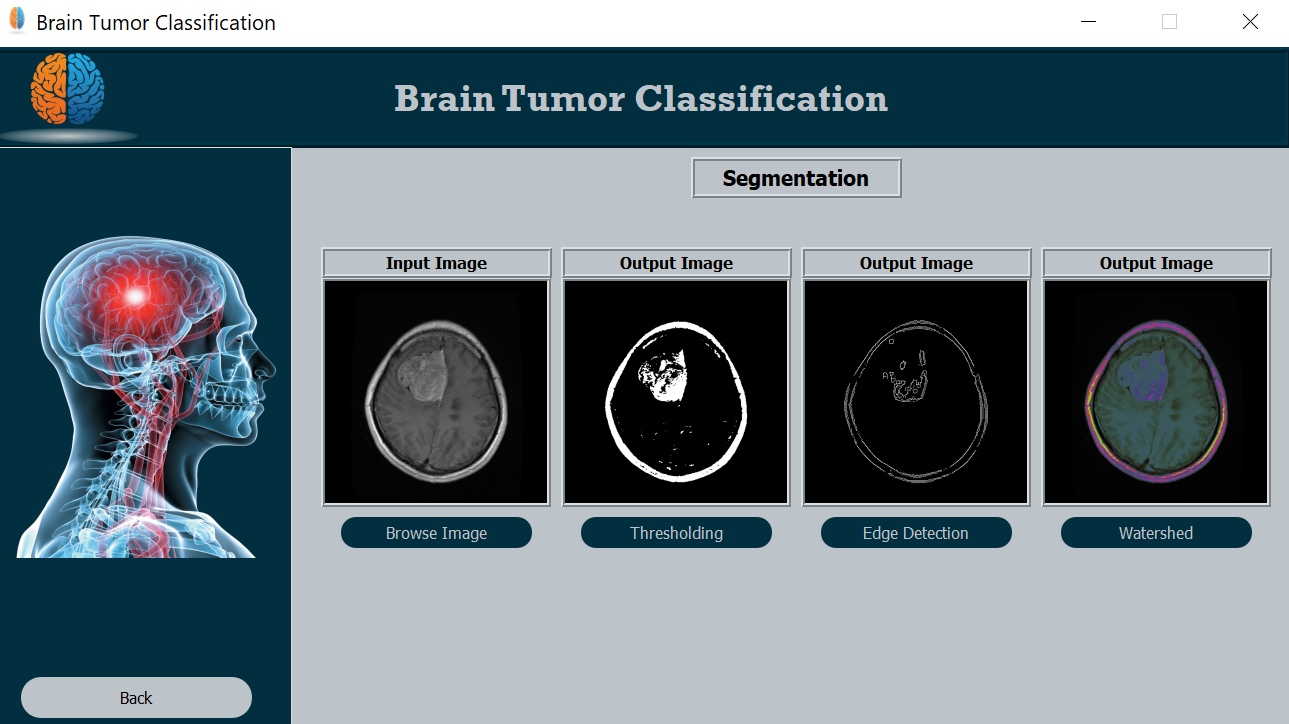 Brain Tumor Classification
Brain Tumor Classification
Segmentation
Input Image
Output Image
Output Image
Output Image
Browse Image
Thresholding
Edge Detection
Watershed
Back